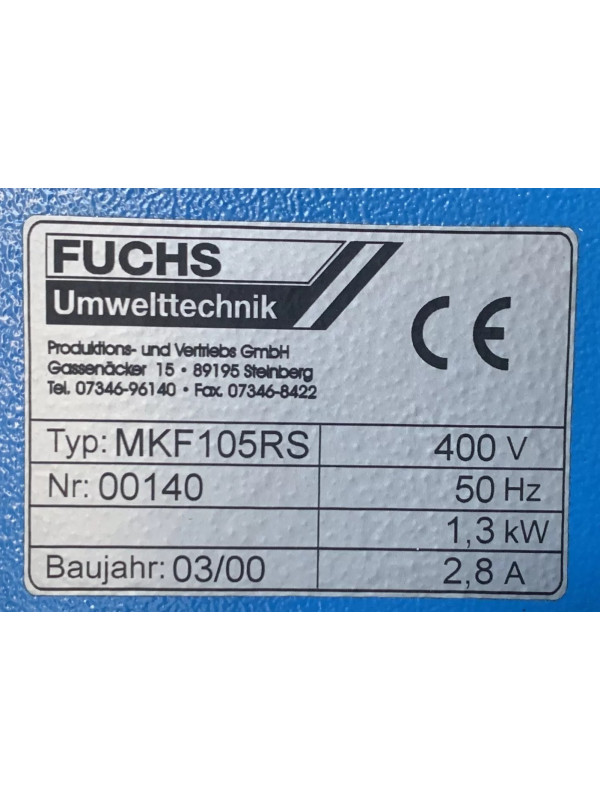 FUCHS
Umwelttechnik
Produktions- und Vertriebs GmbH
Gassenäcker 15 • 89195 Steinberg
Tel. 07346-96140 • Fax. 07346-8422
CE
Typ: MKF105RS 400 V
Nr: 00140 50 Hz
1,3 kW
Baujahr: 03/00 2,8 A